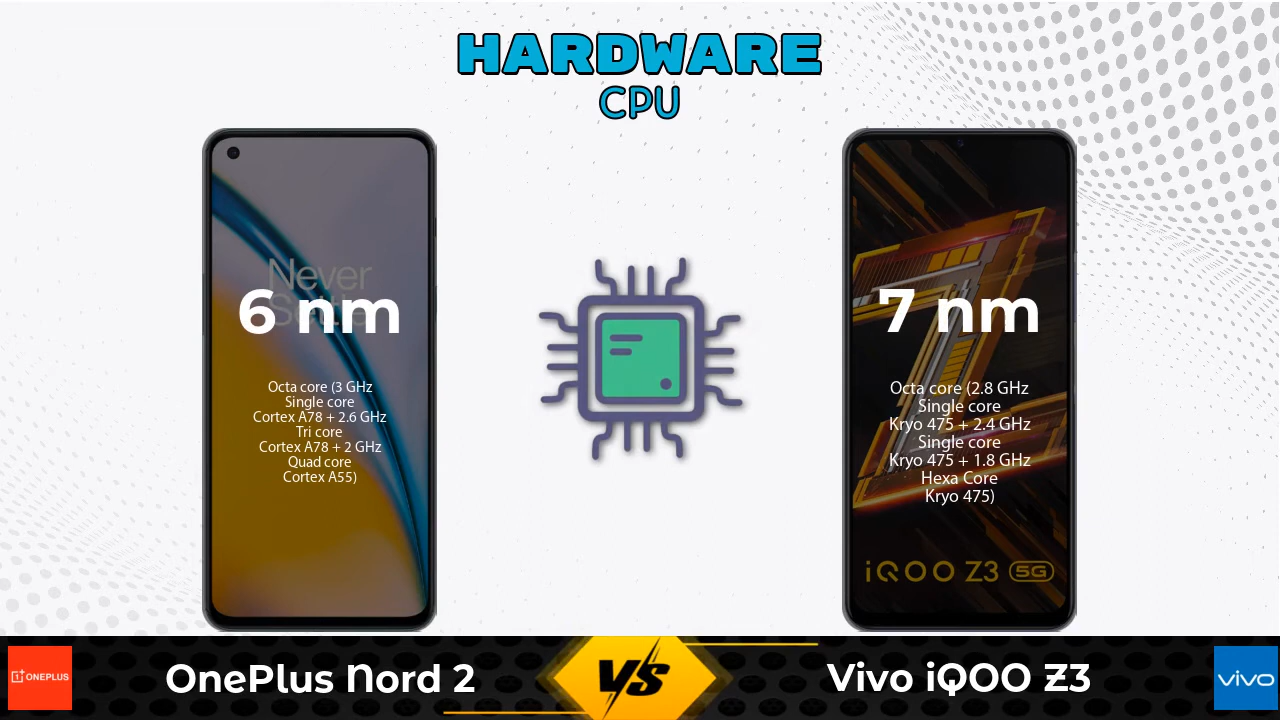 HARDWARE
CPU
Never
Settle
6 nm
Octa core (3 GHz
Single core
Cortex A78 + 2.6 GHz
Tri core
Cortex A78 + 2 GHz
Quad core
Cortex A55)
7 nm
Octa core (2.8 GHz
Single core
Kryo 475 + 2.4 GHz
Single core
Kryo 475 + 1.8 GHz
Hexa Core
Kryo 475)
iQOO Z3 5G
1+ ONEPLUS
OnePlus Nord 2
VS
Vivo iQOO Z3
vivo